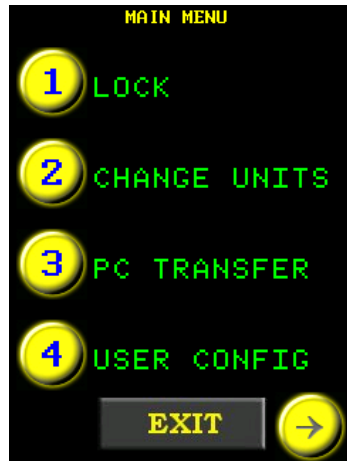 MAIN MENU
1 LOCK
2 CHANGE UNITS
3 PC TRANSFER
4 USER CONFIG
EXIT →